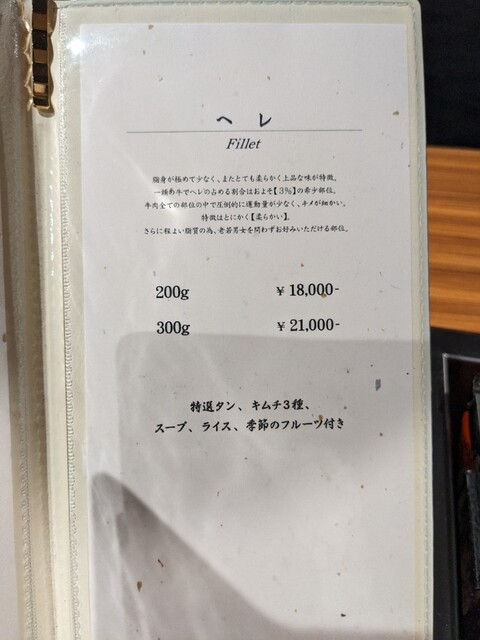 ヘレ
Fillet
脂身が極めて少なく、またとても柔らかく上品な味が特徴。
一頭の牛でヘレの占める割合はおよそ【3％】の希少部位。
牛肉全ての部位の中で圧倒的に運動量が少なく、キメが細かい。
特徴はとにかく【柔らかい】。
さらに程よい脂質の為、老若男女を問わずお好みいただける部位。
200g ¥ 18,000-
300g ¥ 21,000-
特選タン、キムチ3種、
スープ、ライス、季節のフルーツ付き